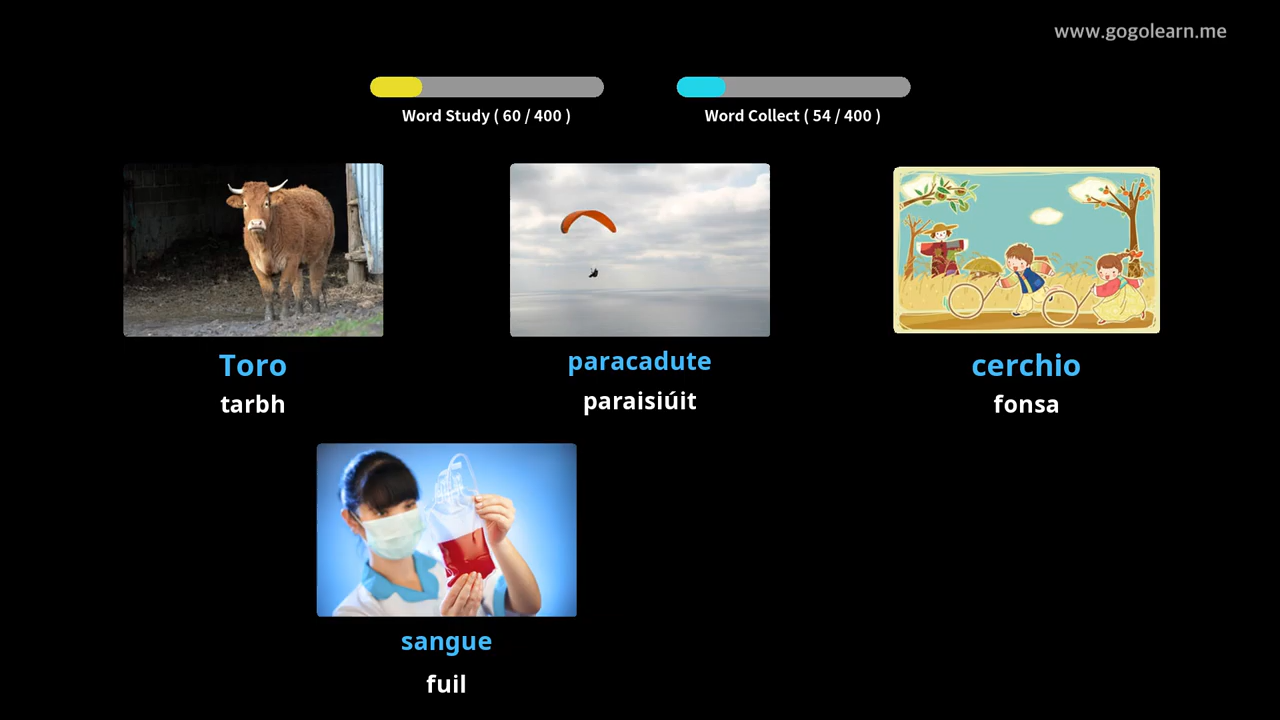 www.gogolearn.me
Word Study ( 60 / 400 )
Word Collect ( 54 / 400 )
Toro
tarbh
paracadute
paraisiúit
cerchio
fonsa
sangue
fuil